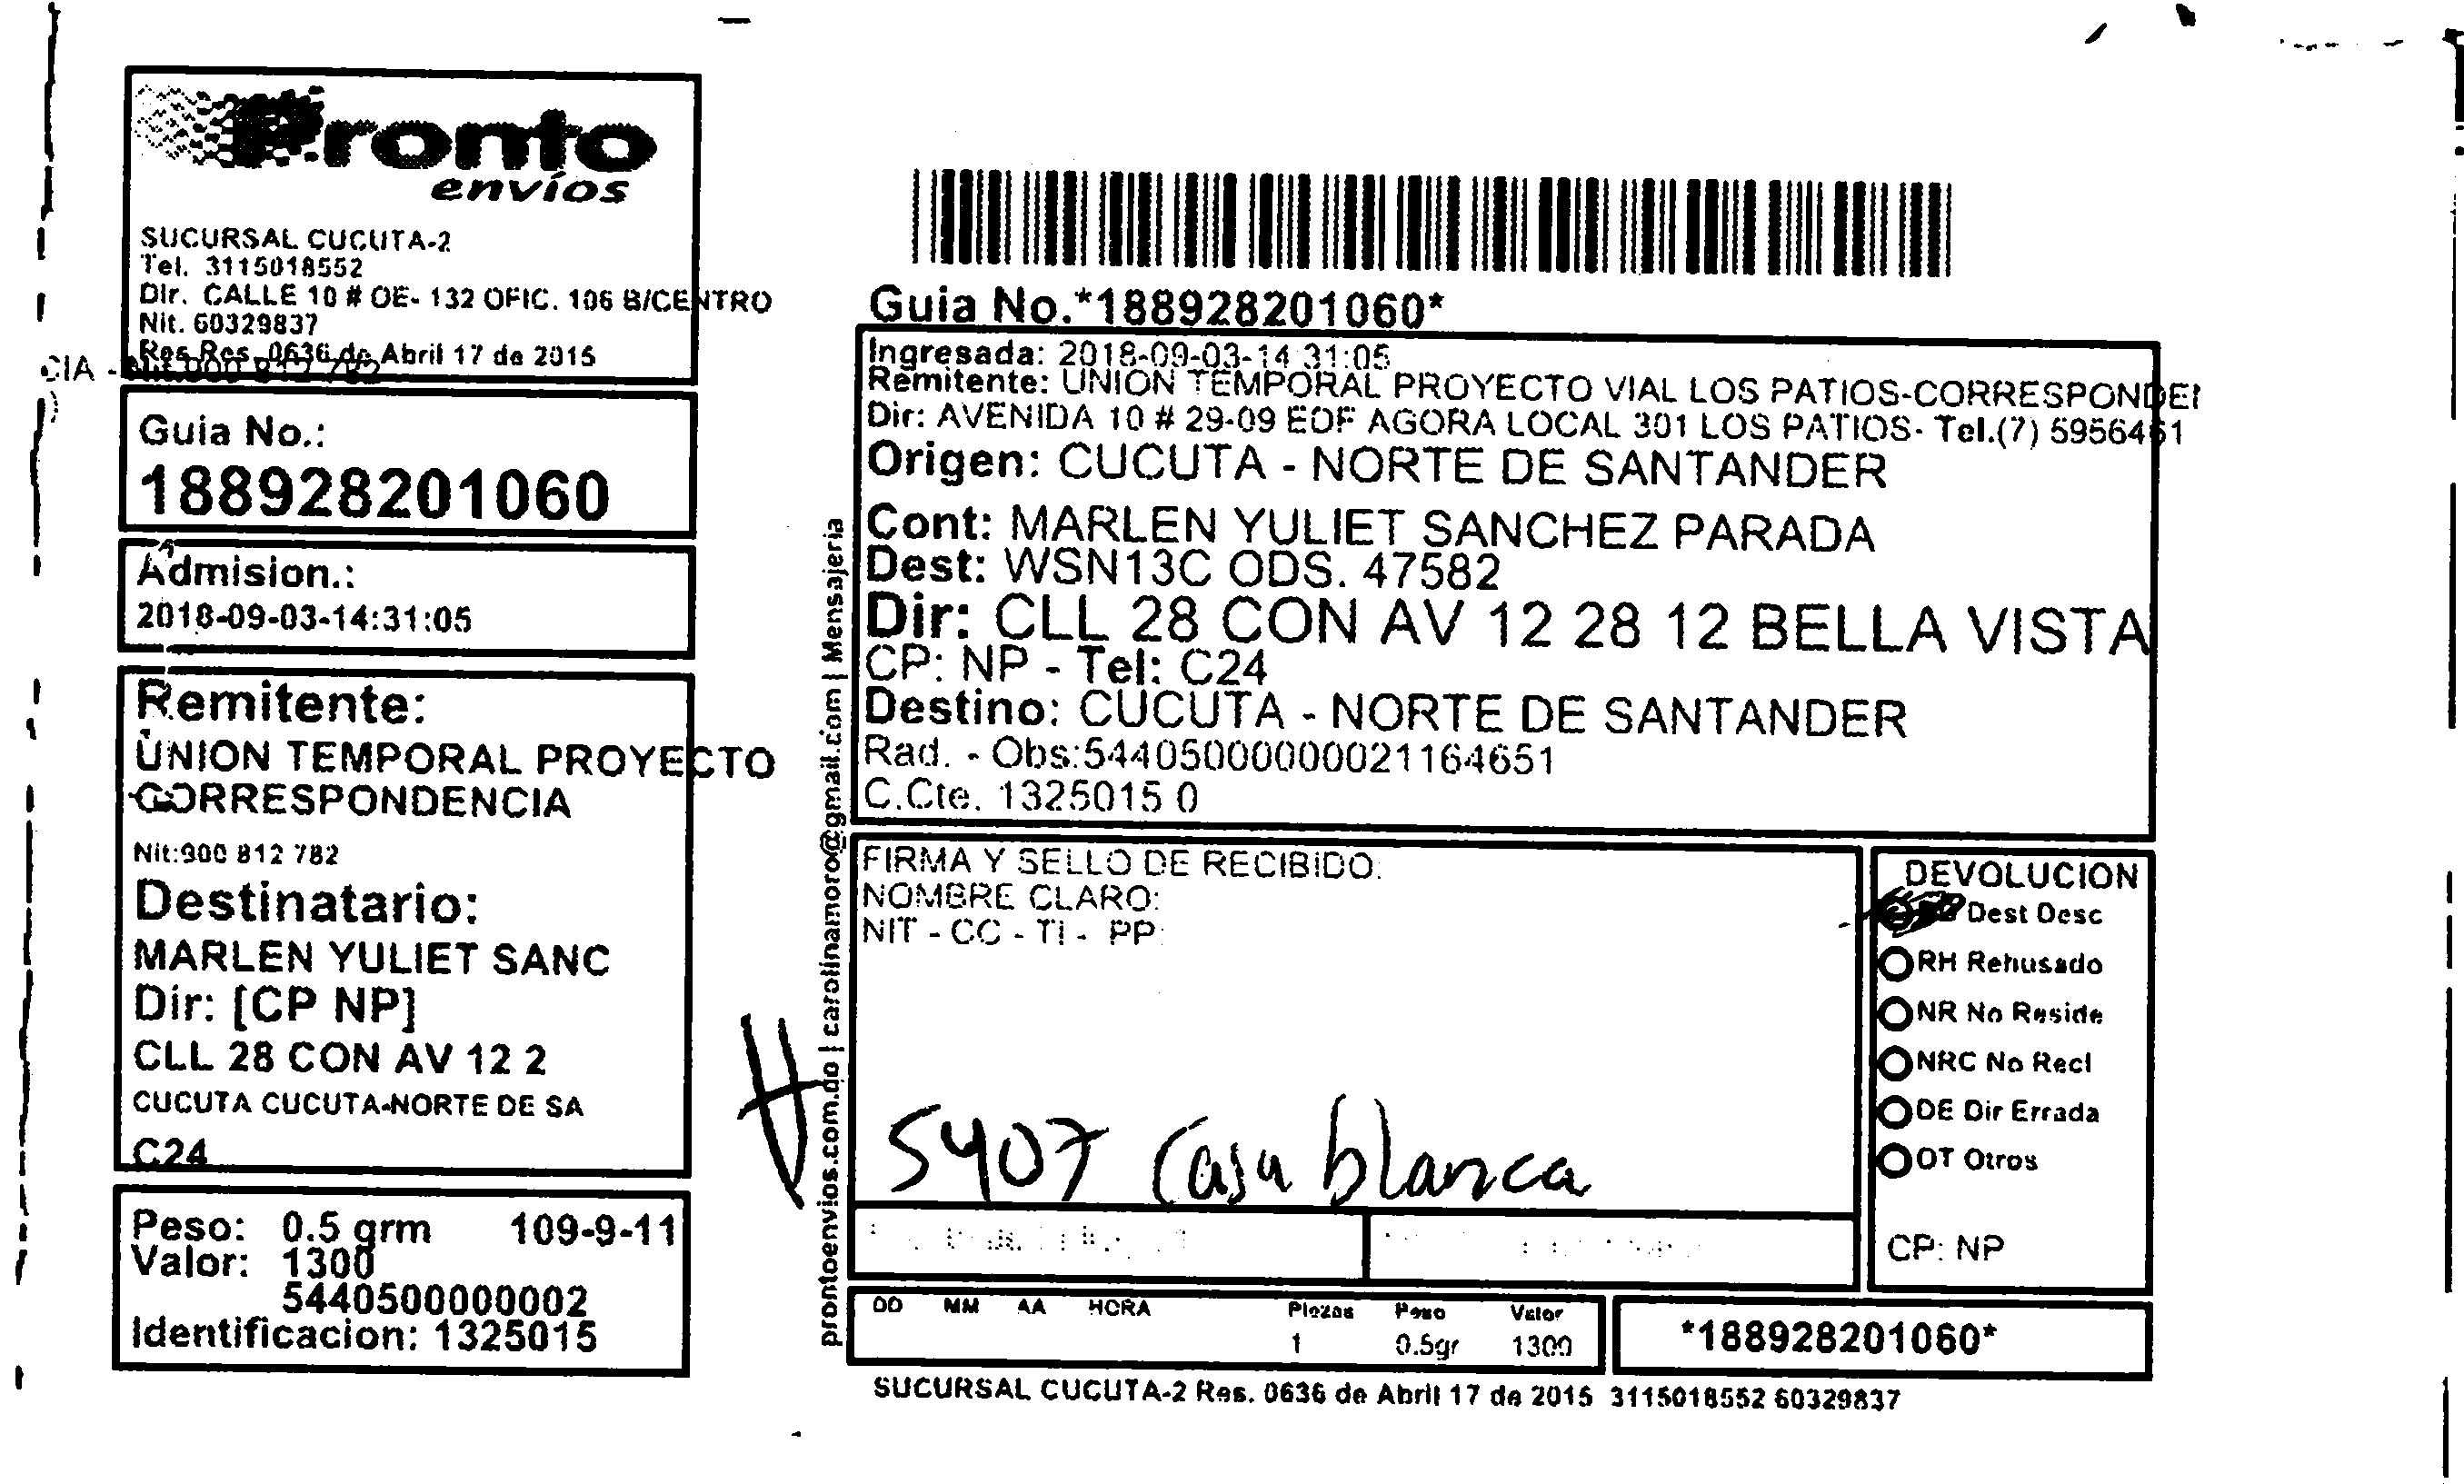 Pronto
envíos
SUCURSAL CUCUTA-2
Tel. 3115018552
Dir. CALLE 10 # OE- 132 OFIC. 106 B/CENTRO
Nit. 60329837
Res Res. 0636 de Abril 17 de 2015
CIA - Nit.900 812 782
Guia No.:
188928201060
Admision.:
2018-09-03-14:31:05
Remitente:
UNION TEMPORAL PROYECTO
CORRESPONDENCIA
Nit:900 812 782
Destinatario:
MARLEN YULIET SANC
Dir: [CP NP]
CLL 28 CON AV 12 2
CUCUTA CUCUTA-NORTE DE SA
C24
Peso: 0.5 grm 109-9-11
Valor: 1300
5440500000002
Identificacion: 1325015
prontoenvios.com.co | carolinamoro@gmail.com | Mensajeria
Guia No.*188928201060*
Ingresada: 2018-09-03-14:31:05
Remitente: UNION TEMPORAL PROYECTO VIAL LOS PATIOS-CORRESPONDEN
Dir: AVENIDA 10 # 29-09 EDF AGORA LOCAL 301 LOS PATIOS- Tel.(7) 5956461
Origen: CUCUTA - NORTE DE SANTANDER
Cont: MARLEN YULIET SANCHEZ PARADA
Dest: WSN13C ODS. 47582
Dir: CLL 28 CON AV 12 28 12 BELLA VISTA
CP: NP - Tel: C24
Destino: CUCUTA - NORTE DE SANTANDER
Rad. - Obs:544050000000021164651
C.Cte. 1325015 0
FIRMA Y SELLO DE RECIBIDO:
NOMBRE CLARO:
NIT - CC - TI - PP:
5407 Casa blanca
DEVOLUCION
Dest Desc
RH Rehusado
NR No Reside
NRC No Recl
DE Dir Errada
OT Otros
CP: NP
DD MM AA HORA Piezas Peso Valor
1 0.5gr 1300
*188928201060*
SUCURSAL CUCUTA-2 Res. 0636 de Abril 17 de 2015 3115018552 60329837